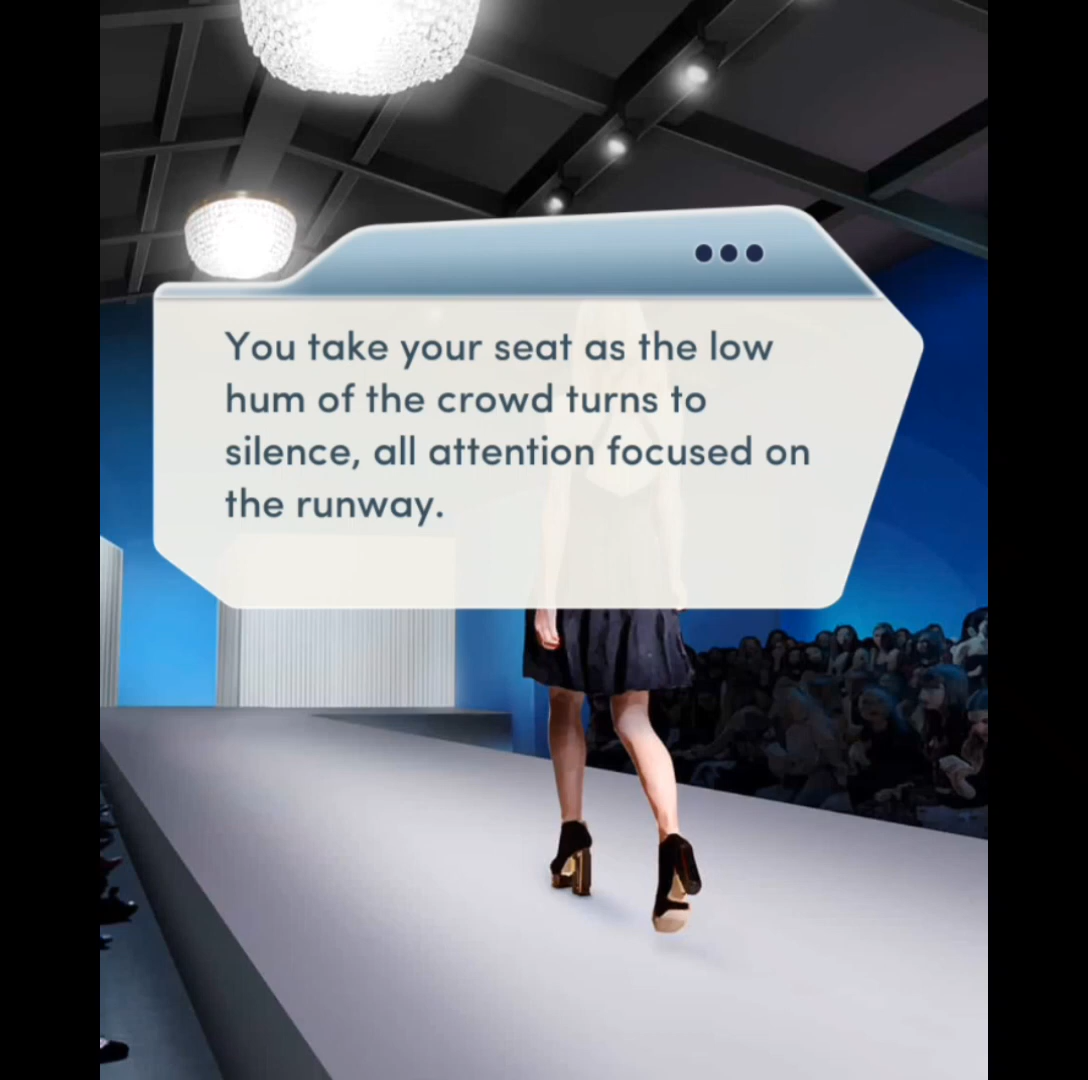 You take your seat as the low
hum of the crowd turns to
silence, all attention focused on
the runway.